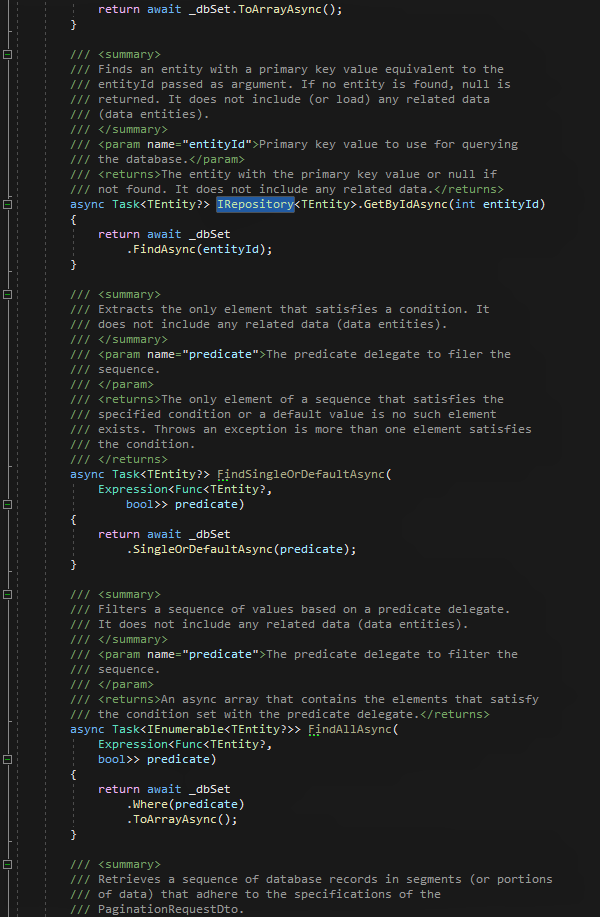 return await _dbSet.ToArrayAsync();
}
/// <summary>
/// Finds an entity with a primary key value equivalent to the
/// entityId passed as argument. If no entity is found, null is
/// returned. It does not include (or load) any related data
/// (data entities).
/// </summary>
/// <param name="entityId">Primary key value to use for querying
/// the database.</param>
/// <returns>The entity with the primary key value or null if
/// not found. It does not include any related data.</returns>
async Task<TEntity?> IRepository<TEntity>.GetByIdAsync(int entityId)
{
return await _dbSet
.FindAsync(entityId);
}
/// <summary>
/// Extracts the only element that satisfies a condition. It
/// does not include any related data (data entities).
/// </summary>
/// <param name="predicate">The predicate delegate to filer the
/// sequence.
/// </param>
/// <returns>The only element of a sequence that satisfies the
/// specified condition or a default value is no such element
/// exists. Throws an exception is more than one element satisfies
/// the condition.
/// </returns>
async Task<TEntity?> FindSingleOrDefaultAsync(
Expression<Func<TEntity?,
bool>> predicate)
{
return await _dbSet
.SingleOrDefaultAsync(predicate);
}
/// <summary>
/// Filters a sequence of values based on a predicate delegate.
/// It does not include any related data (data entities).
/// </summary>
/// <param name="predicate">The predicate delegate to filter the
/// sequence.
/// </param>
/// <returns>An async array that contains the elements that satisfy
/// the condition set with the predicate delegate.</returns>
async Task<IEnumerable<TEntity?>> FindAllAsync(
Expression<Func<TEntity?,
bool>> predicate)
{
return await _dbSet
.Where(predicate)
.ToArrayAsync();
}
/// <summary>
/// Retrieves a sequence of database records in segments (or portions
/// of data) that adhere to the specifications of the
/// PaginationRequestDto.